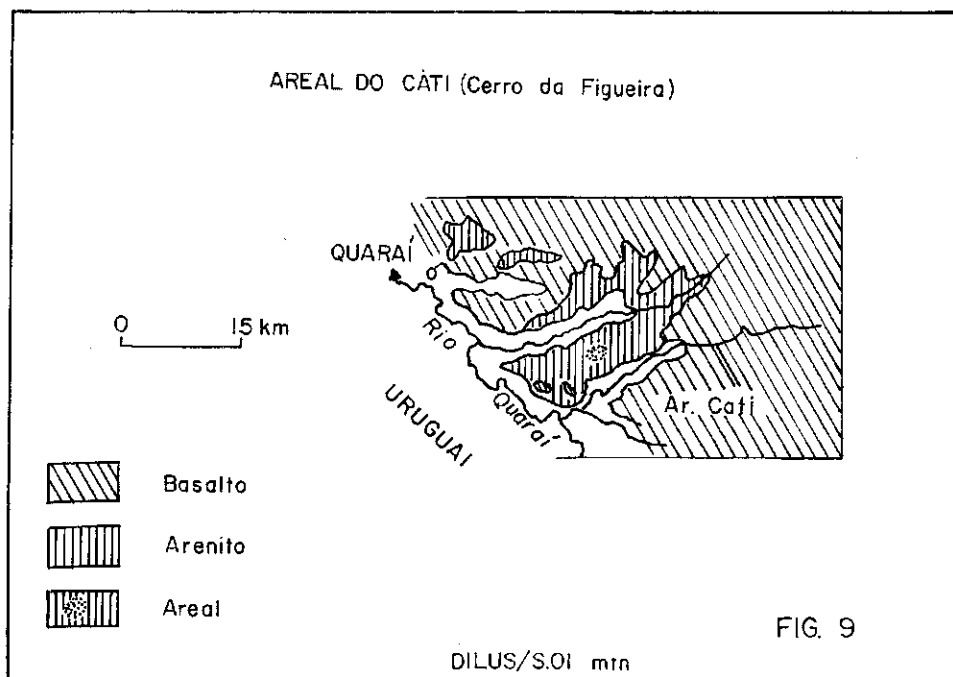 AREAL DO CÀTI (Cerro da Figueira)
QUARAÍ
0 15 km
Rio
Quaraí
URUGUAI
Ar. Cati
Basalto
Arenito
Areal
FIG. 9
DILUS/S.01 mtn